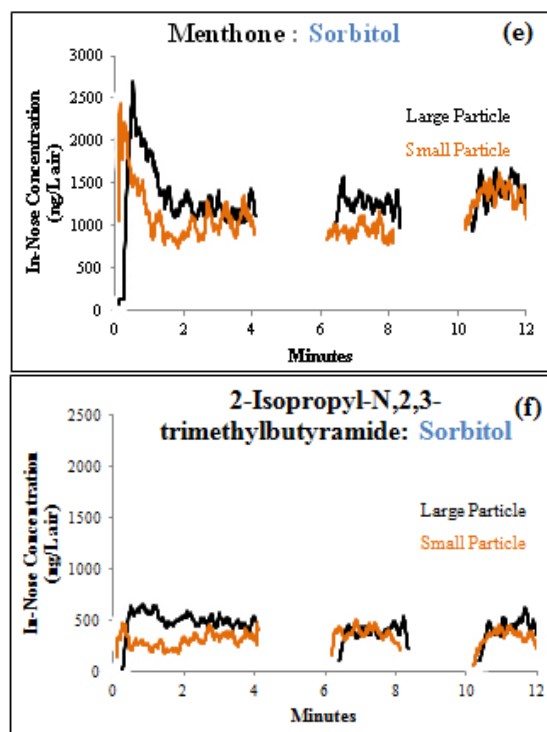 Menthone : Sorbitol
(e)
In-Nose Concentration
(ng/L air)
3000
2500
2000
1500
1000
500
0
Large Particle
Small Particle
0 2 4 6 8 10 12
Minutes
2-Isopropyl-N,2,3-
trimethylbutyramide: Sorbitol
(f)
In-Nose Concentration
(ng/L air)
2500
2000
1500
1000
500
0
Large Particle
Small Particle
0 2 4 6 8 10 12
Minutes